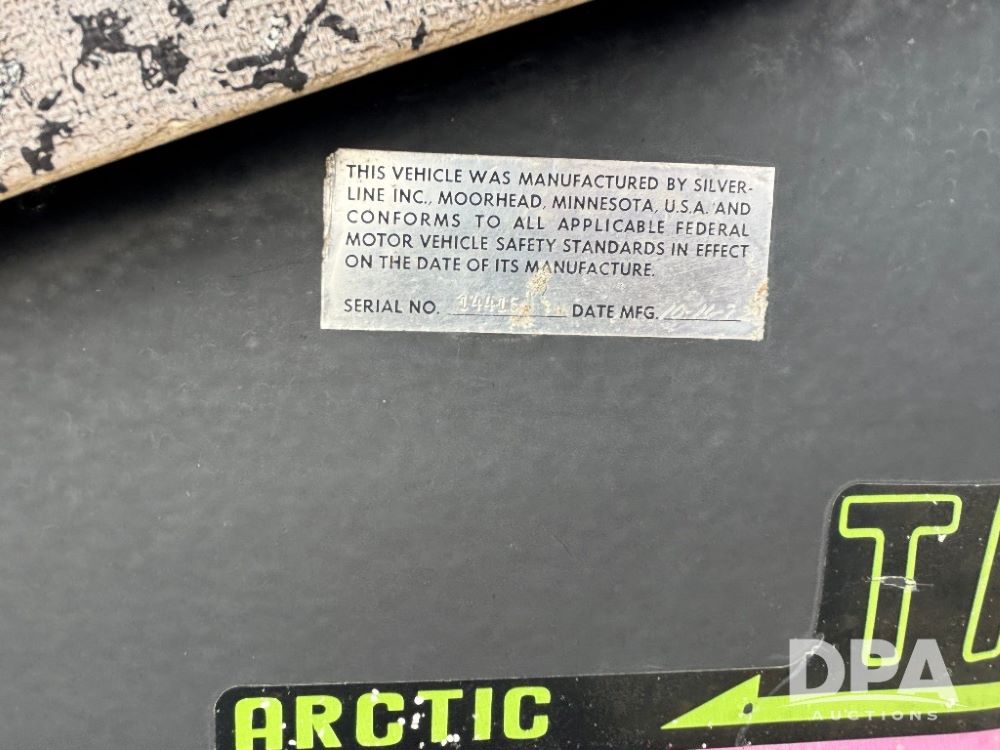 THIS VEHICLE WAS MANUFACTURED BY SILVER-
LINE INC., MOORHEAD, MINNESOTA, U.S.A. AND
CONFORMS TO ALL APPLICABLE FEDERAL
MOTOR VEHICLE SAFETY STANDARDS IN EFFECT
ON THE DATE OF ITS MANUFACTURE.
SERIAL NO. DATE MFG.
ARCTIC
DPA
AUCTIONS